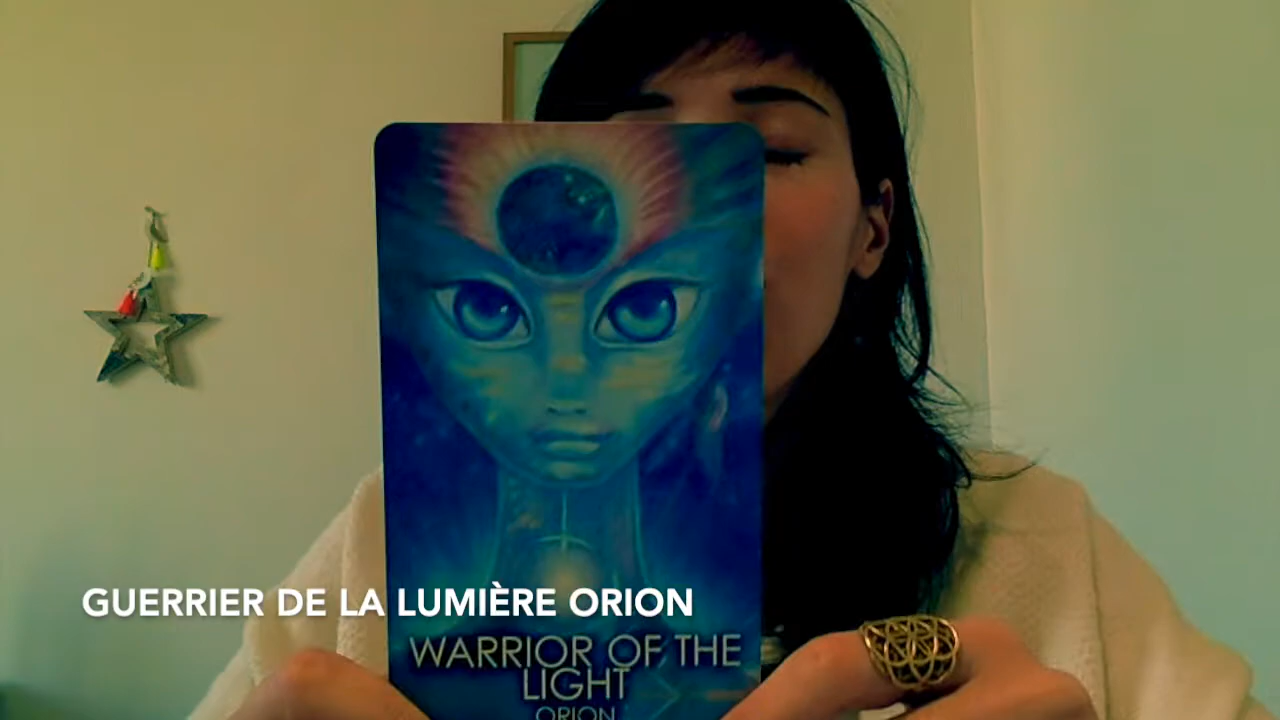 GUERRIER DE LA LUMIÈRE ORION
WARRIOR OF THE
LIGHT
ORION